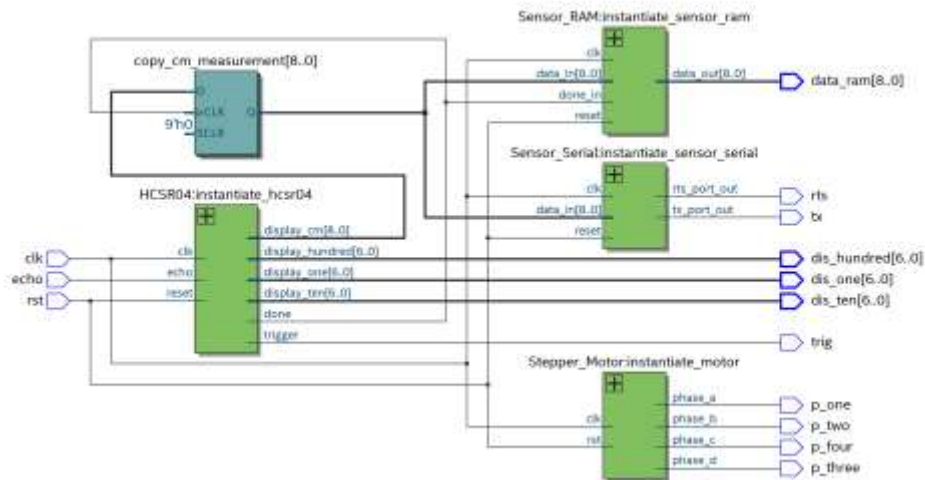 Sensor_RAM:instantiate_sensor_ram
clk
data_in[8..0]
done_in
reset
data_out[8..0]
data_ram[8..0]
copy_cm_measurement[8..0]
D
CLK
9'h0
SCLR
Q
Sensor_Serial:instantiate_sensor_serial
clk
data_in[8..0]
reset
rts_port_out
tx_port_out
rts
tx
HCSR04:instantiate_hcsr04
clk
echo
rst
clk
echo
reset
display_cm[8..0]
display_hundred[6..0]
display_one[6..0]
display_ten[6..0]
done
trigger
dis_hundred[6..0]
dis_one[6..0]
dis_ten[6..0]
trig
Stepper_Motor:instantiate_motor
clk
rst
phase_a
phase_b
phase_c
phase_d
p_one
p_two
p_four
p_three